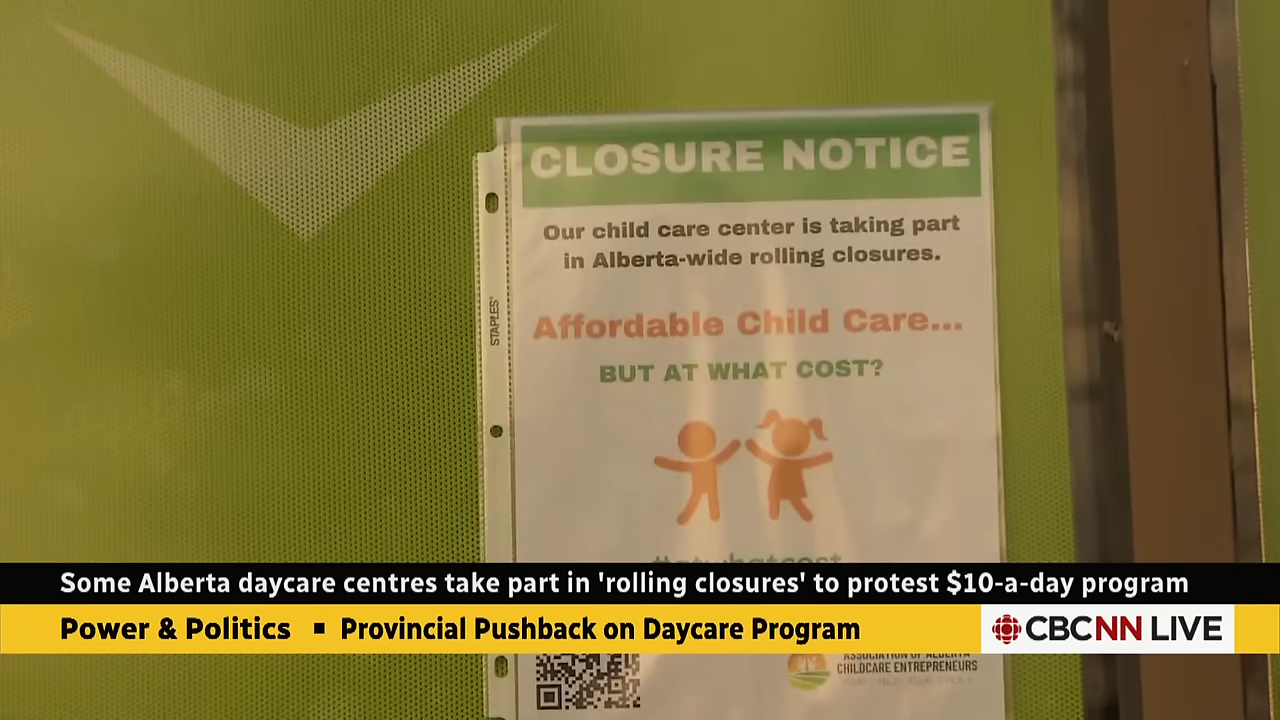 CLOSURE NOTICE
Our child care center is taking part
in Alberta-wide rolling closures.
STAPLES
Affordable Child Care...
BUT AT WHAT COST?
#atwhatcost
Some Alberta daycare centres take part in 'rolling closures' to protest $10-a-day program
Power & Politics ▪ Provincial Pushback on Daycare Program
CBCNN LIVE
ASSOCIATION OF ALBERTA
CHILDCARE ENTREPRENEURS